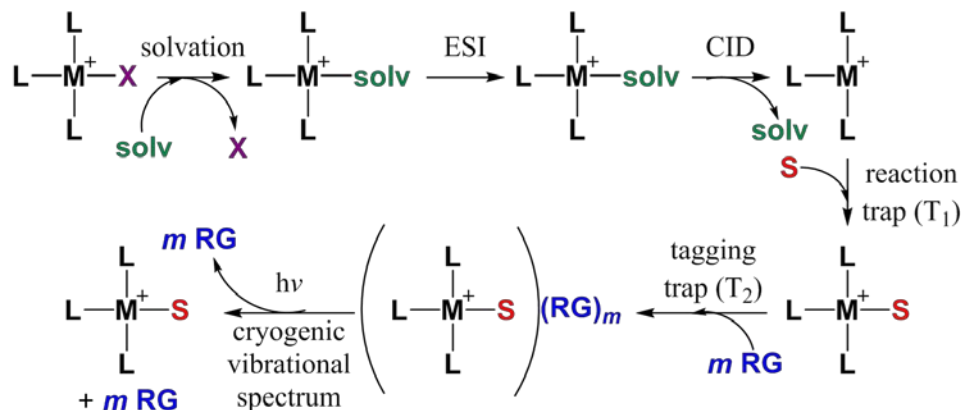 L L L L
solvation ESI CID
L M+ X L M+ solv L M+ solv L M+
L L L L
solv X solv
S reaction
trap (T₁)
m RG
L L tagging L
hν trap (T₂)
L M+ S L M+ S (RG)m L M+ S
cryogenic
L vibrational L m RG L
+ m RG spectrum